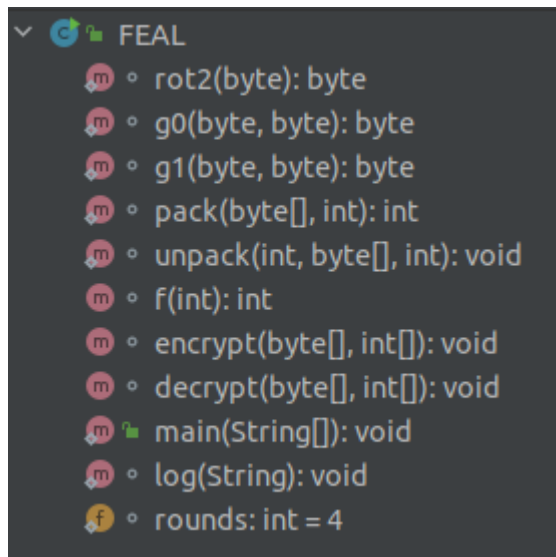 FEAL
rot2(byte): byte
g0(byte, byte): byte
g1(byte, byte): byte
pack(byte[], int): int
unpack(int, byte[], int): void
f(int): int
encrypt(byte[], int[]): void
decrypt(byte[], int[]): void
main(String[]): void
log(String): void
rounds: int = 4